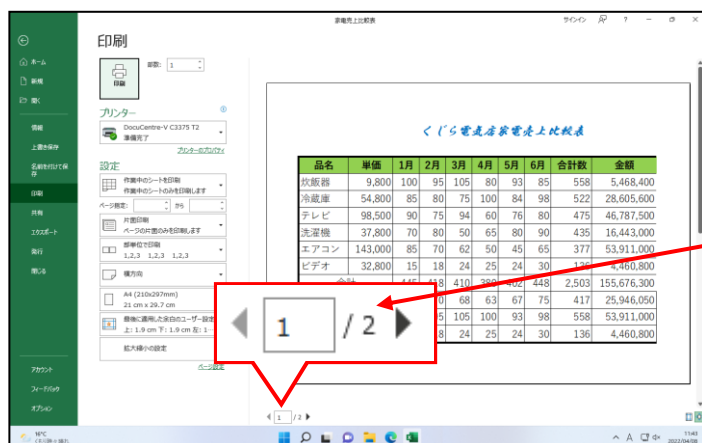 家電売上比較表
サインイン
?
印刷
ホーム
新規
開く
情報
上書き保存
名前を付けて保存
印刷
共有
エクスポート
発行
閉じる
アカウント
フィードバック
オプション
印刷
部数: 1
プリンター
DocuCentre-V C3375 T2
準備完了
プリンターのプロパティ
設定
作業中のシートを印刷
作業中のシートのみを印刷します
ページ指定: から
片面印刷
ページの片面のみを印刷します
部単位で印刷
1,2,3 1,2,3 1,2,3
横方向
A4 (210x297mm)
21 cm x 29.7 cm
最後に適用した余白のユーザー設定
上: 1.9 cm 下: 1.9 cm 左: 1
拡大縮小の設定
ページ設定
くじら電気店家電売上比較表
品名 単価 1月 2月 3月 4月 5月 6月 合計数 金額
炊飯器 9,800 100 95 105 80 93 85 558 5,468,400
冷蔵庫 54,800 85 80 75 100 84 98 522 28,605,600
テレビ 98,500 90 75 94 60 76 80 475 46,787,500
洗濯機 37,800 70 80 50 65 80 90 435 16,443,000
エアコン 143,000 85 70 62 50 45 65 377 53,911,000
ビデオ 32,800 15 18 24 25 24 30 136 4,460,800
410 448 2,503 155,676,300
68 63 67 75 417 25,946,050
105 100 93 98 558 53,911,000
24 25 24 30 136 4,460,800
1 / 2
1 / 2
16°C
A
11:43
2022/04/08